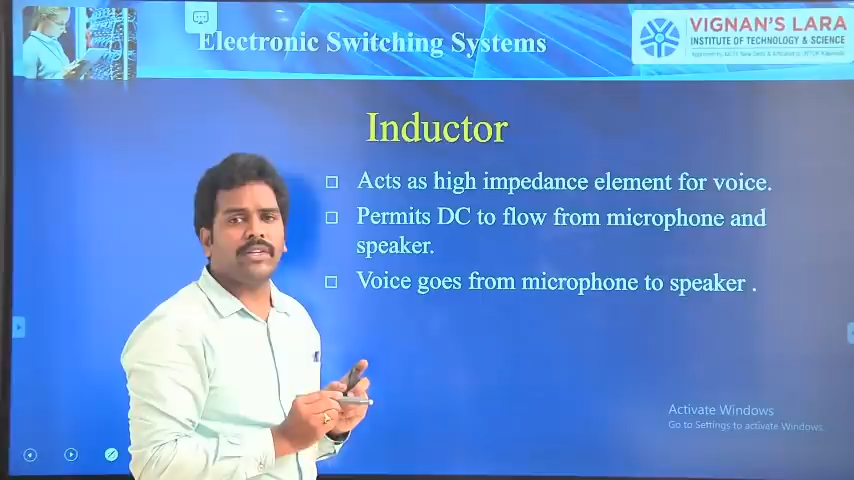 Electronic Switching Systems
VIGNAN'S LARA
INSTITUTE OF TECHNOLOGY & SCIENCE
Inductor
Acts as high impedance element for voice.
Permits DC to flow from microphone and
speaker.
Voice goes from microphone to speaker .
Activate Windows
Go to Settings to activate Windows.